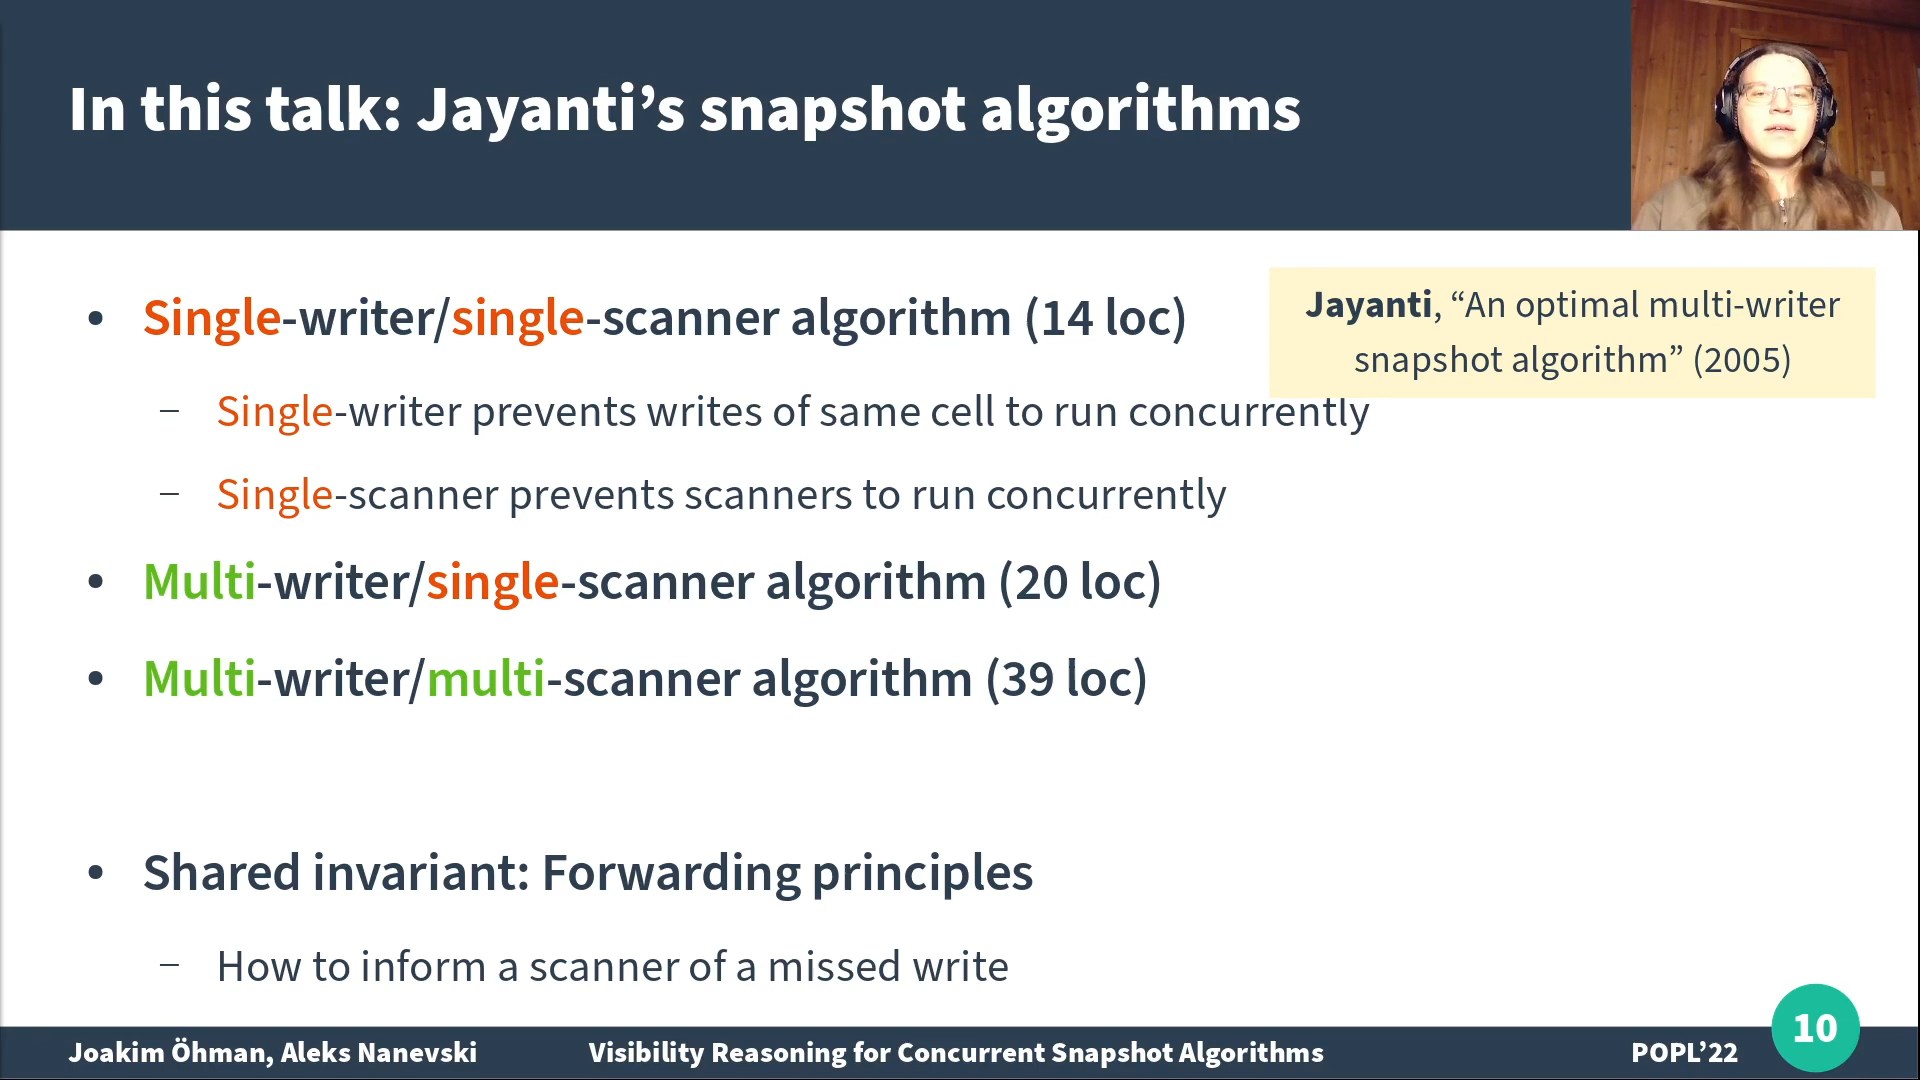 In this talk: Jayanti’s snapshot algorithms
• Single-writer/single-scanner algorithm (14 loc)
Jayanti, “An optimal multi-writer
snapshot algorithm” (2005)
– Single-writer prevents writes of same cell to run concurrently
– Single-scanner prevents scanners to run concurrently
• Multi-writer/single-scanner algorithm (20 loc)
• Multi-writer/multi-scanner algorithm (39 loc)
• Shared invariant: Forwarding principles
– How to inform a scanner of a missed write
Joakim Öhman, Aleks Nanevski
Visibility Reasoning for Concurrent Snapshot Algorithms
POPL’22
10